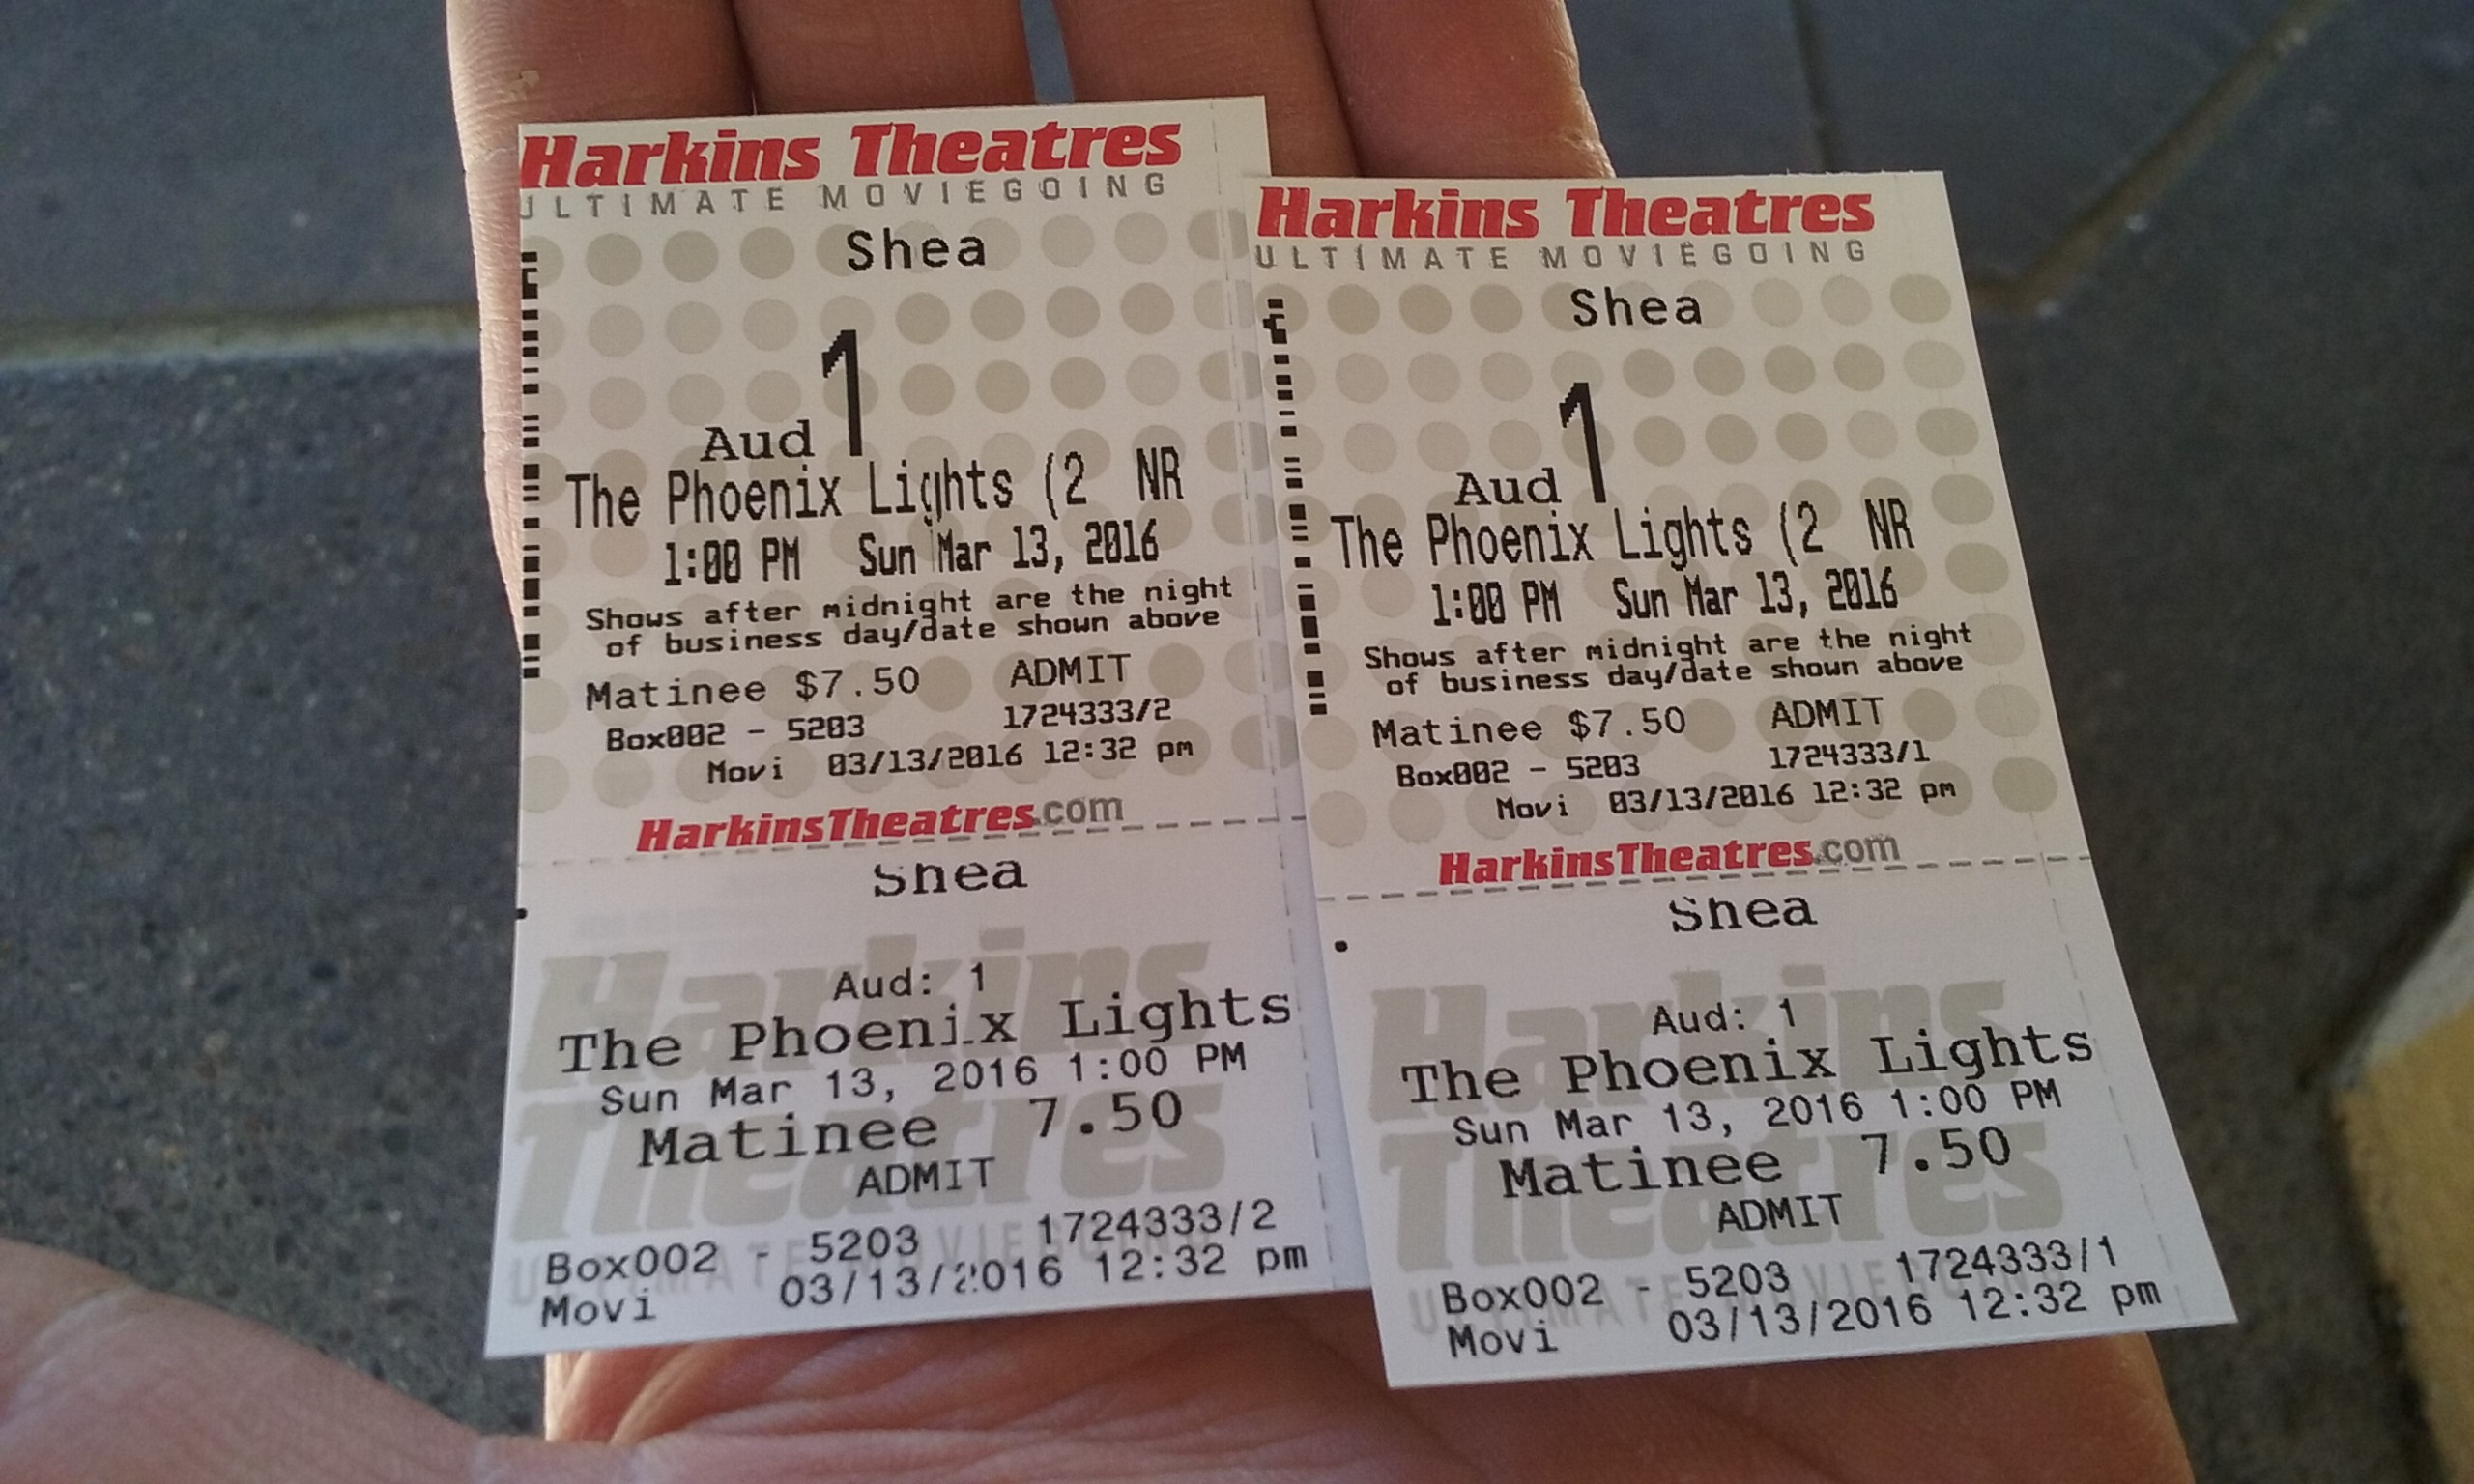 Harkins Theatres
ULTIMATE MOVIEGOING
Shea
Aud 1
The Phoenix Lights (2 NR
1:00 PM Sun Mar 13, 2016
Shows after midnight are the night
of business day/date shown above
Matinee $7.50 ADMIT
Box002 - 5203 1724333/2
Movi 03/13/2016 12:32 pm
HarkinsTheatres.com
Shea
Harkins
Theatres
Aud: 1
The Phoenix Lights
Sun Mar 13, 2016 1:00 PM
Matinee 7.50
ADMIT
Box002 - 5203 1724333/2
Movi 03/13/2016 12:32 pm
Harkins Theatres
ULTIMATE MOVIEGOING
Shea
Aud 1
The Phoenix Lights (2 NR
1:00 PM Sun Mar 13, 2016
Shows after midnight are the night
of business day/date shown above
Matinee $7.50 ADMIT
Box002 - 5203 1724333/1
Movi 03/13/2016 12:32 pm
HarkinsTheatres.com
Shea
Harkins
Theatres
Aud: 1
The Phoenix Lights
Sun Mar 13, 2016 1:00 PM
Matinee 7.50
ADMIT
Box002 - 5203 1724333/1
Movi 03/13/2016 12:32 pm